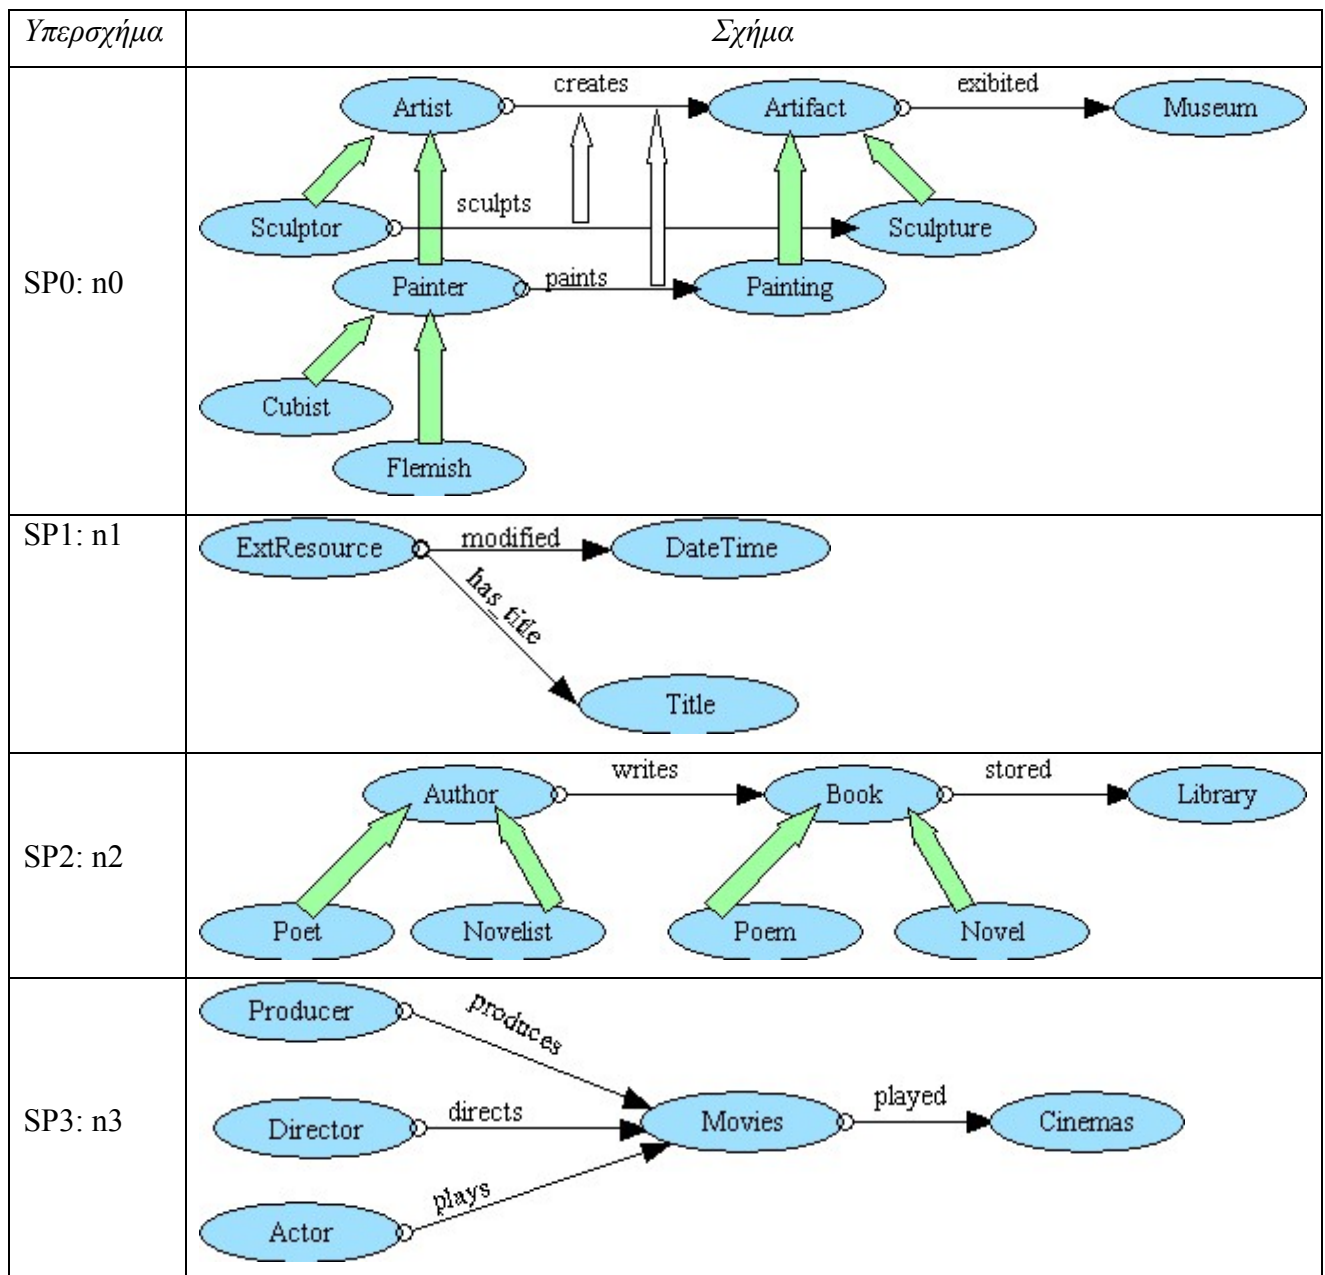 Υπερσχήμα Σχήμα
SP0: n0
creates exibited
Artist Artifact Museum
sculpts
Sculptor Sculpture
Painter paints Painting
Cubist
Flemish
SP1: n1
ExtResource modified DateTime
has_title
Title
SP2: n2
writes stored
Author Book Library
Poet Novelist Poem Novel
SP3: n3
Producer produces
directs played
Director Movies Cinemas
plays
Actor